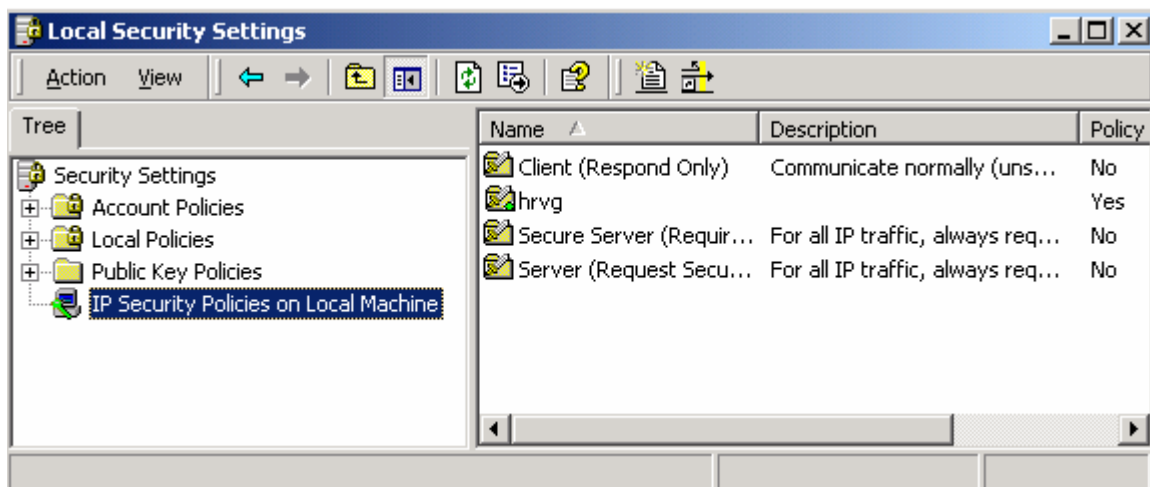 Local Security Settings
Action View
Tree
Security Settings
Account Policies
Local Policies
Public Key Policies
IP Security Policies on Local Machine
Name Description Policy
Client (Respond Only) Communicate normally (uns... No
hrvg Yes
Secure Server (Requir... For all IP traffic, always req... No
Server (Request Secu... For all IP traffic, always req... No